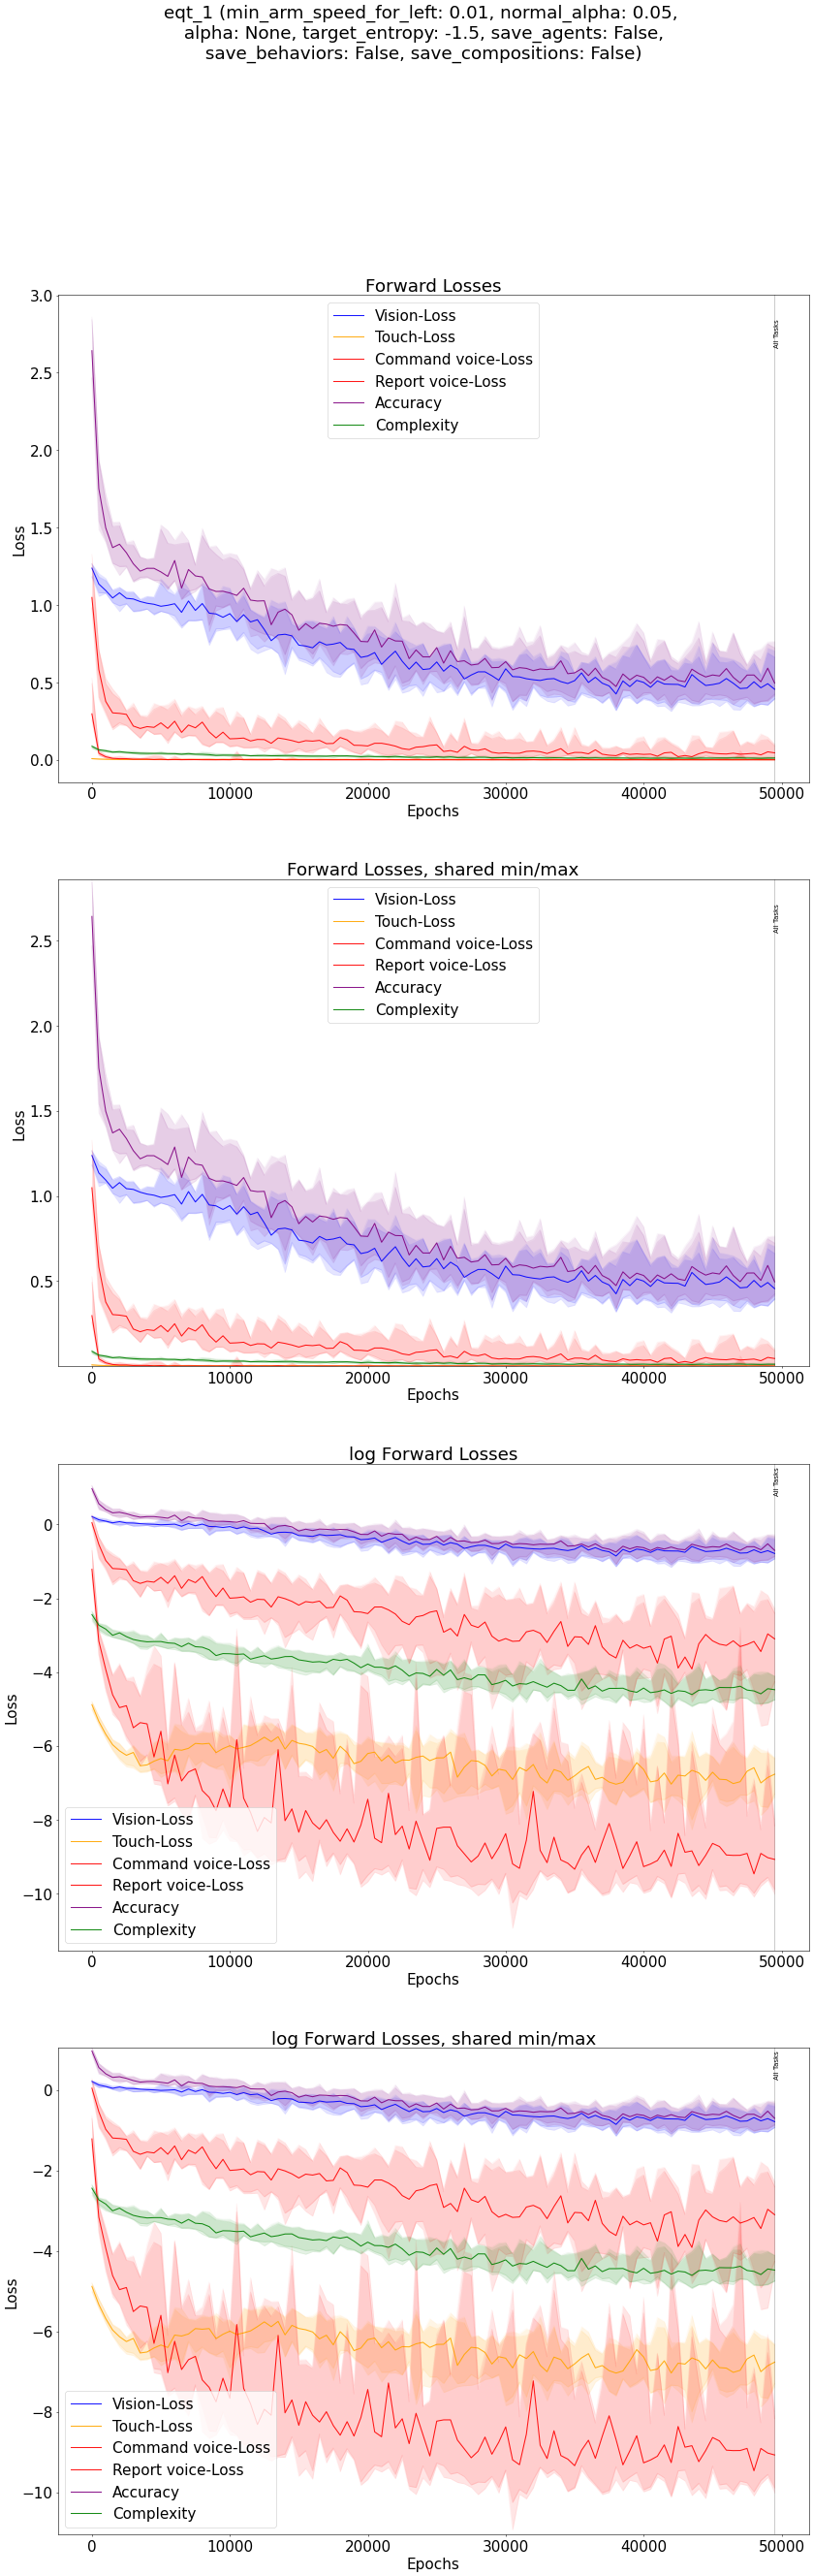 eqt_1 (min_arm_speed_for_left: 0.01, normal_alpha: 0.05,
alpha: None, target_entropy: -1.5, save_agents: False,
save_behaviors: False, save_compositions: False)
Forward Losses
3.0
2.5
2.0
1.5
1.0
0.5
0.0
Loss
Vision-Loss
Touch-Loss
Command voice-Loss
Report voice-Loss
Accuracy
Complexity
All Tasks
0 10000 20000 30000 40000 50000
Epochs
Forward Losses, shared min/max
2.5
2.0
1.5
1.0
0.5
Loss
Vision-Loss
Touch-Loss
Command voice-Loss
Report voice-Loss
Accuracy
Complexity
All Tasks
0 10000 20000 30000 40000 50000
Epochs
log Forward Losses
0
−2
−4
−6
−8
−10
Loss
Vision-Loss
Touch-Loss
Command voice-Loss
Report voice-Loss
Accuracy
Complexity
All Tasks
0 10000 20000 30000 40000 50000
Epochs
log Forward Losses, shared min/max
0
−2
−4
−6
−8
−10
Loss
Vision-Loss
Touch-Loss
Command voice-Loss
Report voice-Loss
Accuracy
Complexity
All Tasks
0 10000 20000 30000 40000 50000
Epochs